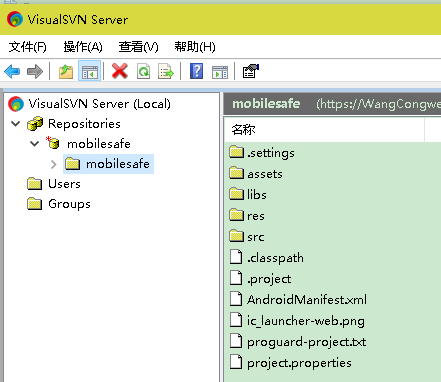 VisualSVN Server
文件(F) 操作(A) 查看(V) 帮助(H)
VisualSVN Server (Local)
Repositories
mobilesafe
mobilesafe
Users
Groups
mobilesafe (https://WangCongwe
名称
.settings
assets
libs
res
src
.classpath
.project
AndroidManifest.xml
ic_launcher-web.png
proguard-project.txt
project.properties